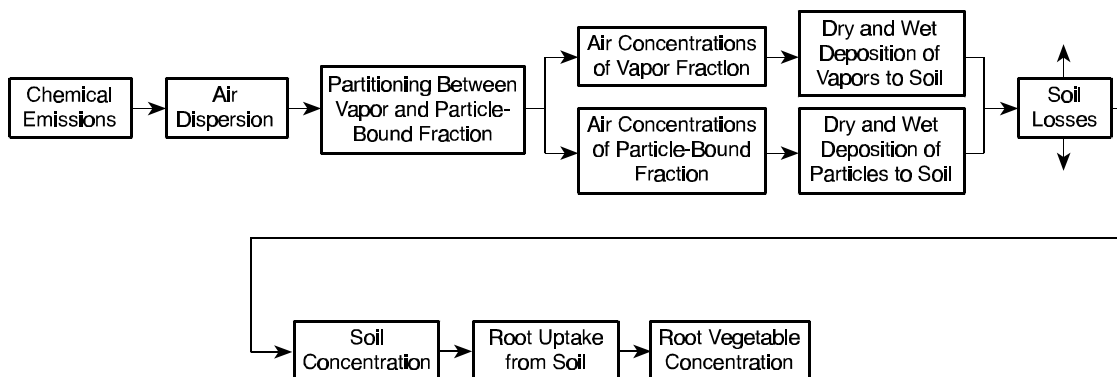 Chemical
Emissions
Air
Dispersion
Partitioning Between
Vapor and Particle-
Bound Fraction
Air Concentrations
of Vapor Fraction
Dry and Wet
Deposition of
Vapors to Soil
Air Concentrations
of Particle-Bound
Fraction
Dry and Wet
Deposition of
Particles to Soil
Soil
Losses
Soil
Concentration
Root Uptake
from Soil
Root Vegetable
Concentration